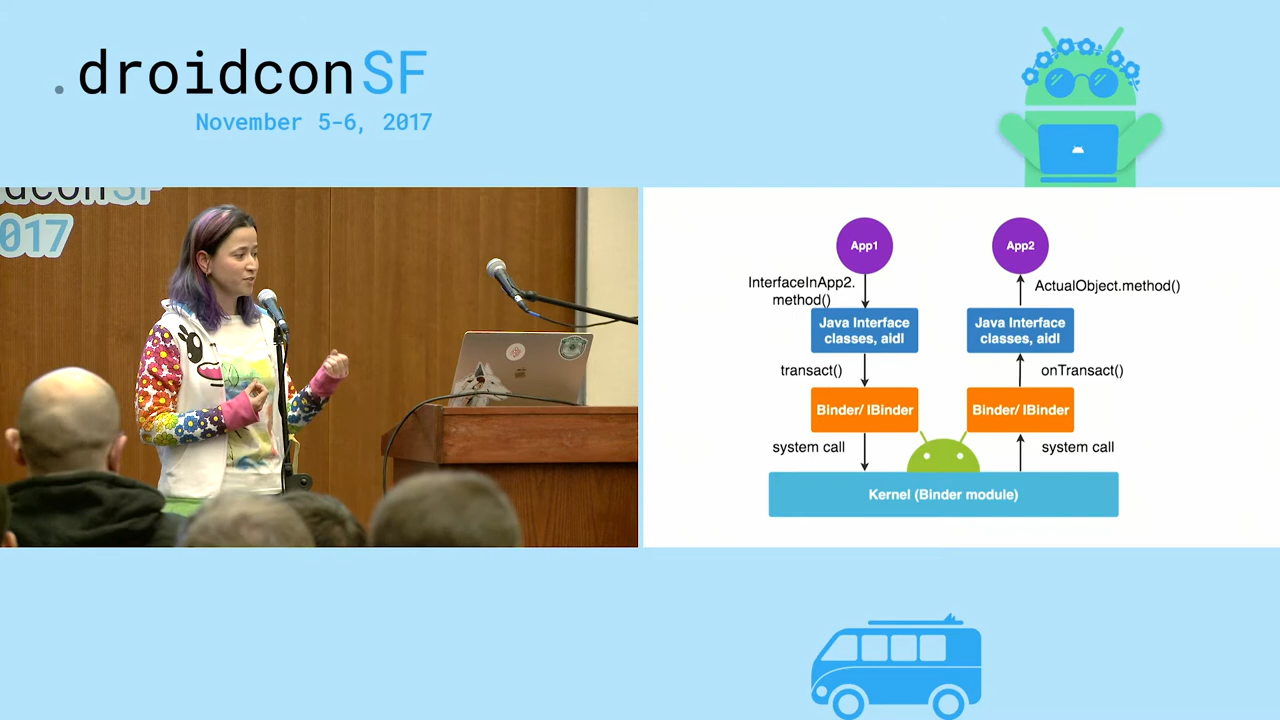 .droidconSF
November 5-6, 2017
2017
App1
App2
InterfaceInApp2.
method()
ActualObject.method()
Java Interface
classes, aidl
Java Interface
classes, aidl
transact()
onTransact()
Binder/ IBinder
Binder/ IBinder
system call
system call
Kernel (Binder module)